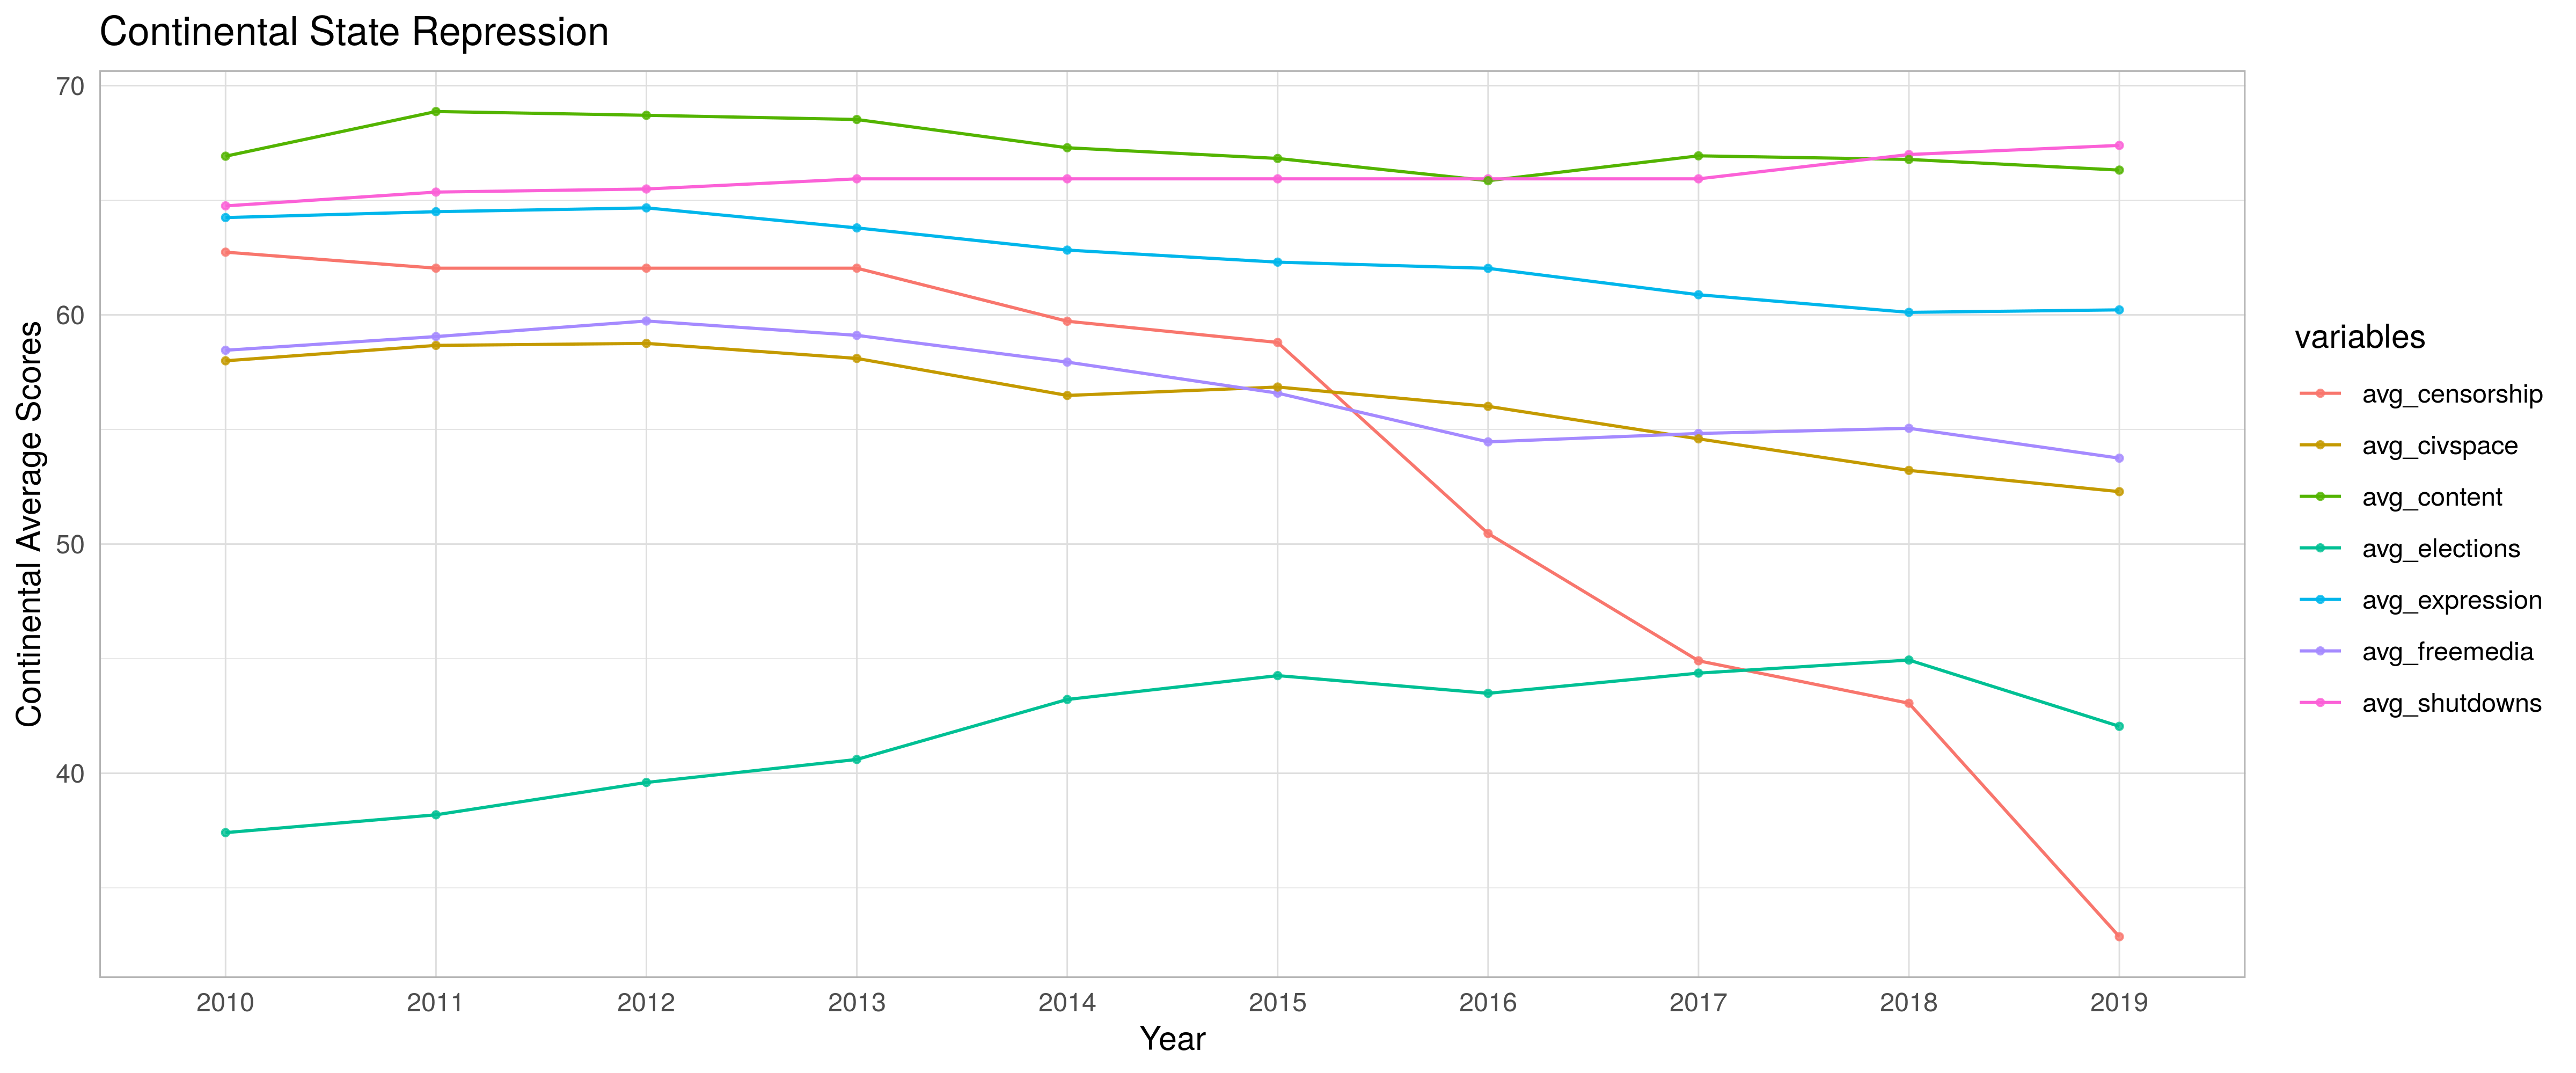 Continental State Repression
Continental Average Scores
70
60
50
40
2010 2011 2012 2013 2014 2015 2016 2017 2018 2019
Year
variables
avg_censorship
avg_civspace
avg_content
avg_elections
avg_expression
avg_freemedia
avg_shutdowns